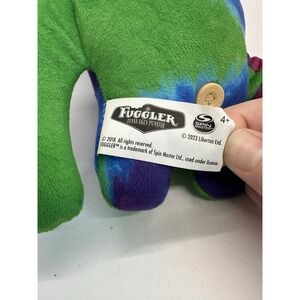 FUGGLER
FUNNY UGLY MONSTER
SPIN MASTER
4+
© 2018. All rights reserved. © 2023 Libertas Ltd.
FUGGLER™ is a trademark of Spin Master Ltd., used under license.